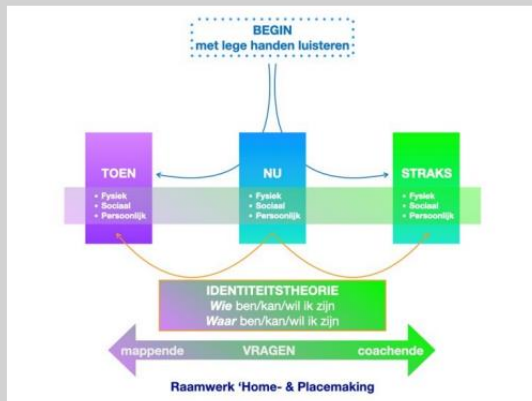 BEGIN
met lege handen luisteren
TOEN
• Fysiek
• Sociaal
• Persoonlijk
NU
• Fysiek
• Sociaal
• Persoonlijk
STRAKS
• Fysiek
• Sociaal
• Persoonlijk
IDENTITEITSTHEORIE
Wie ben/kan/wil ik zijn
Waar ben/kan/wil ik zijn
mappende VRAGEN coachende
Raamwerk 'Home- & Placemaking